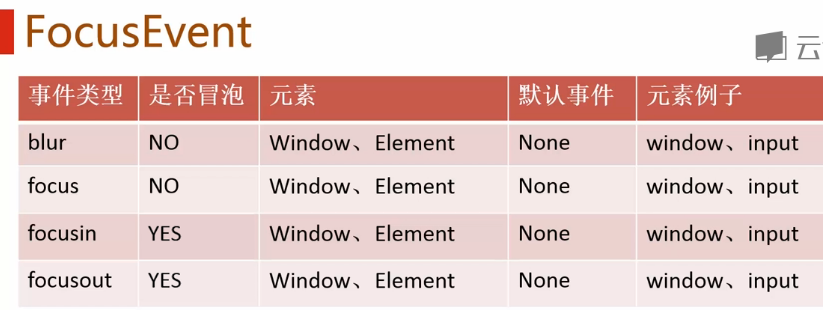 FocusEvent
云
事件类型 是否冒泡 元素 默认事件 元素例子
blur NO Window、Element None window、input
focus NO Window、Element None window、input
focusin YES Window、Element None window、input
focusout YES Window、Element None window、input